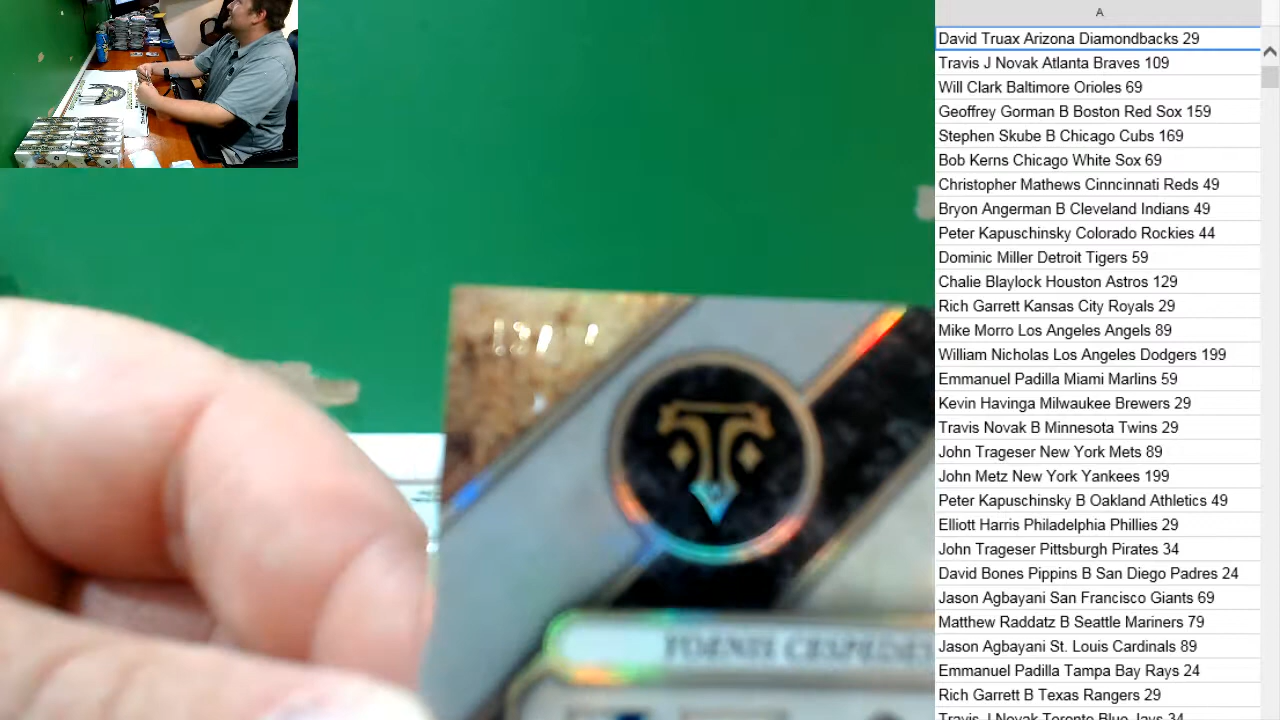 A
David Truax Arizona Diamondbacks 29
Travis J Novak Atlanta Braves 109
Will Clark Baltimore Orioles 69
Geoffrey Gorman B Boston Red Sox 159
Stephen Skube B Chicago Cubs 169
Bob Kerns Chicago White Sox 69
Christopher Mathews Cinncinnati Reds 49
Bryon Angerman B Cleveland Indians 49
Peter Kapuschinsky Colorado Rockies 44
Dominic Miller Detroit Tigers 59
Chalie Blaylock Houston Astros 129
Rich Garrett Kansas City Royals 29
Mike Morro Los Angeles Angels 89
William Nicholas Los Angeles Dodgers 199
Emmanuel Padilla Miami Marlins 59
Kevin Havinga Milwaukee Brewers 29
Travis Novak B Minnesota Twins 29
John Trageser New York Mets 89
John Metz New York Yankees 199
Peter Kapuschinsky B Oakland Athletics 49
Elliott Harris Philadelphia Phillies 29
John Trageser Pittsburgh Pirates 34
David Bones Pippins B San Diego Padres 24
Jason Agbayani San Francisco Giants 69
Matthew Raddatz B Seattle Mariners 79
Jason Agbayani St. Louis Cardinals 89
Emmanuel Padilla Tampa Bay Rays 24
Rich Garrett B Texas Rangers 29
Travis J Novak Toronto Blue Jays 34
YOENIS CESPEDES